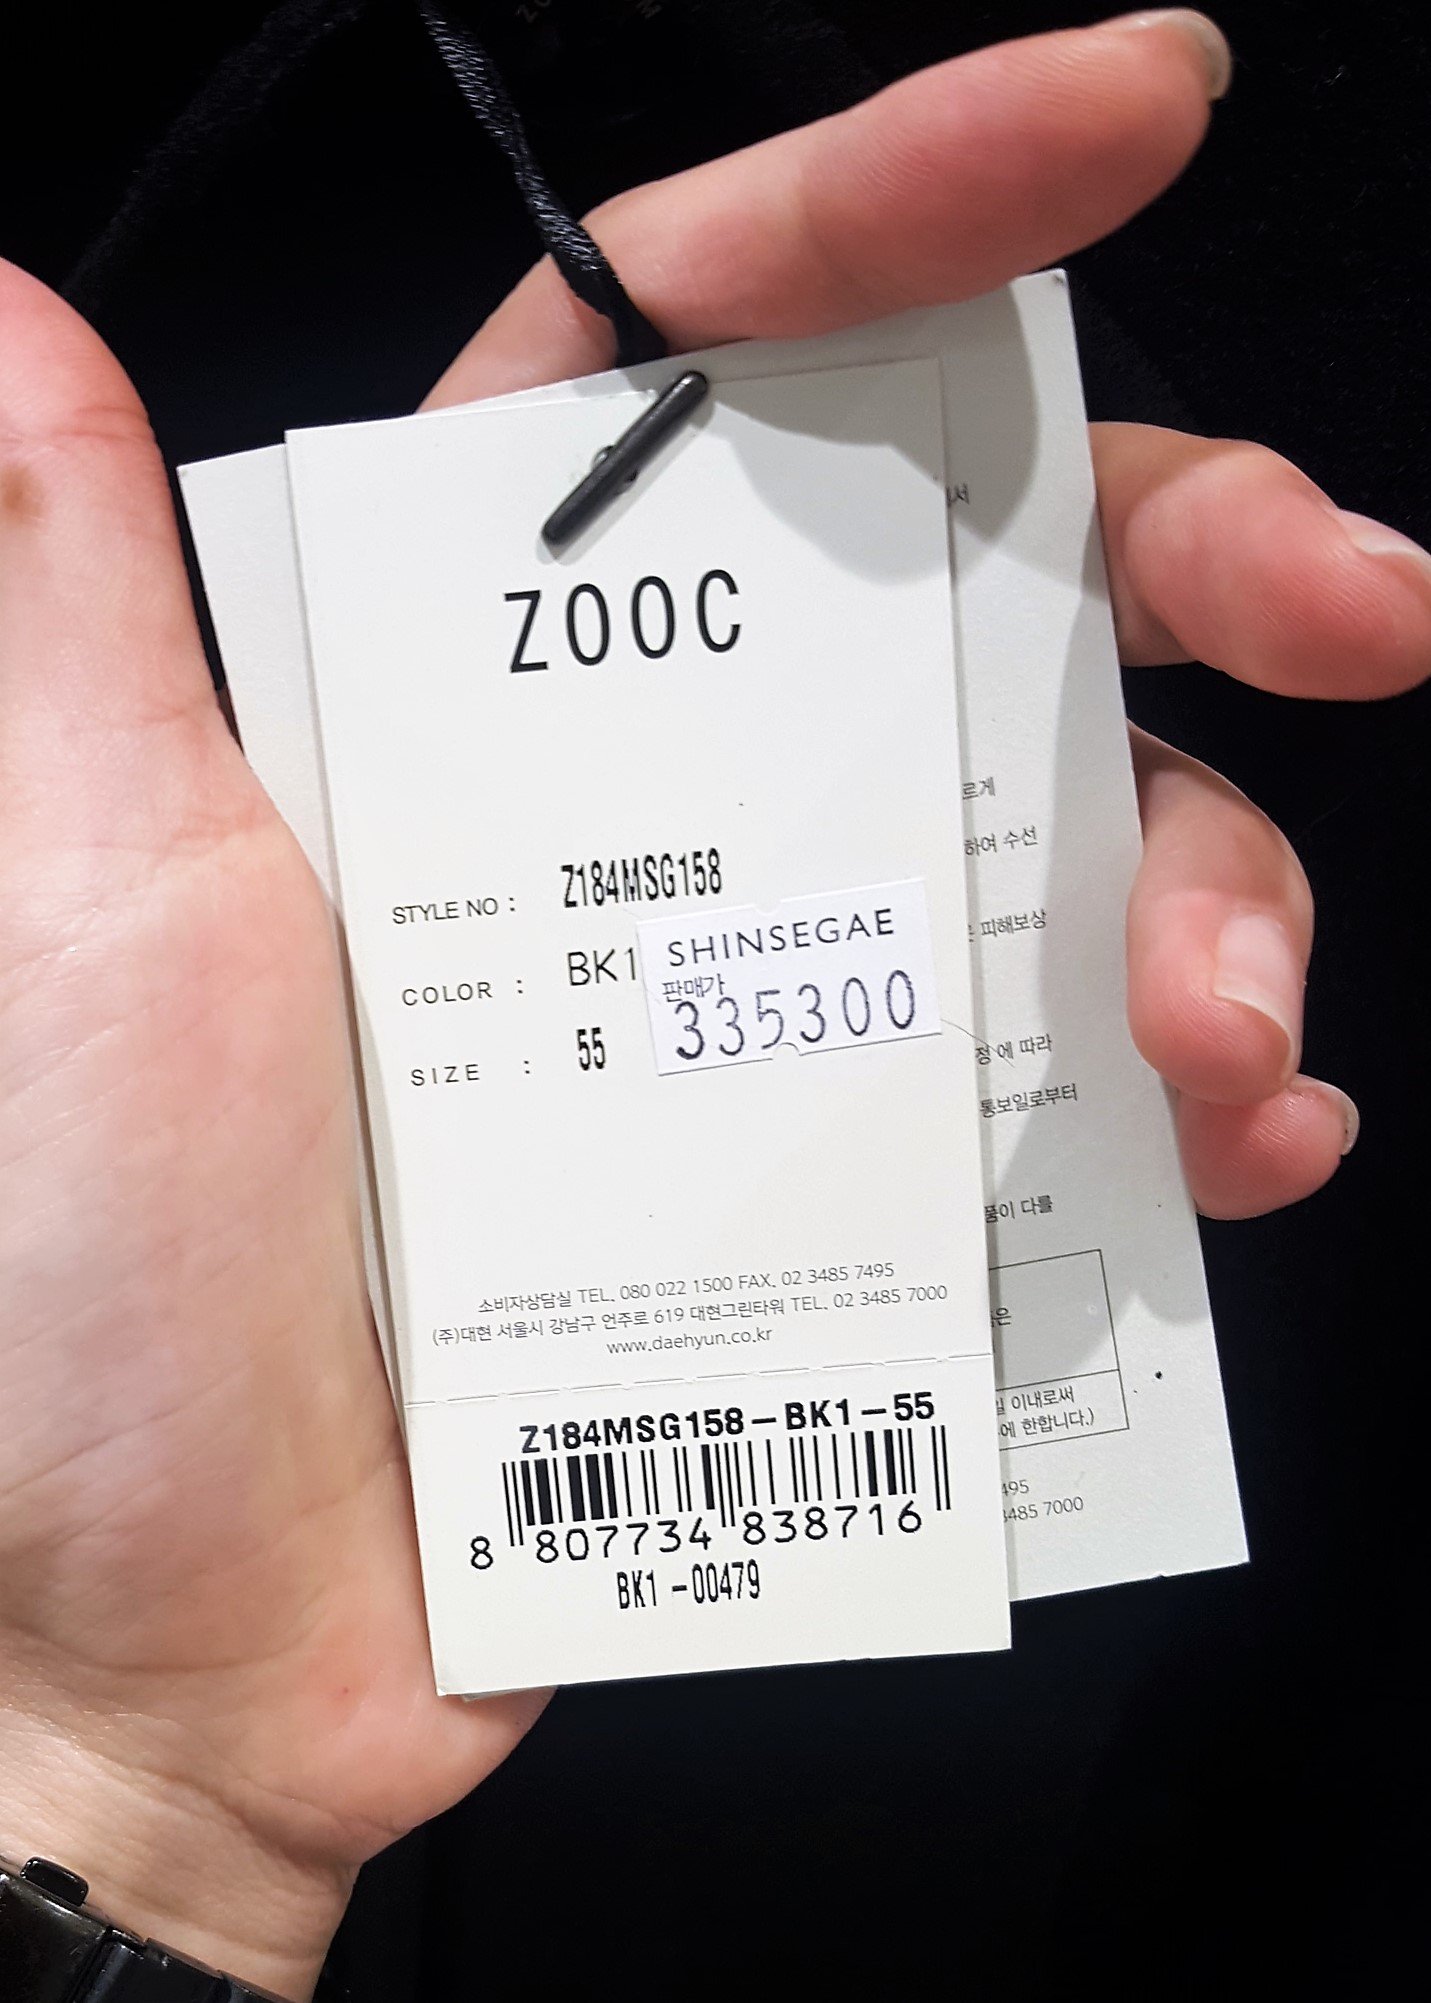 ZOOC
STYLE NO : Z184MSG158
COLOR : BK1
SIZE : 55
SHINSEGAE
판매가
335300
소비자상담실 TEL. 080 022 1500 FAX. 02 3485 7495
(주)대현 서울시 강남구 언주로 619 대현그린타워 TEL. 02 3485 7000
www.daehyun.co.kr
Z184MSG158-BK1-55
8 807734 838716
BK1 -00479
르게
하여 수선
피해보상
정에 따라
통보일로부터
품이 다를
은
일 이내로써
에 한합니다.)
495
3485 7000